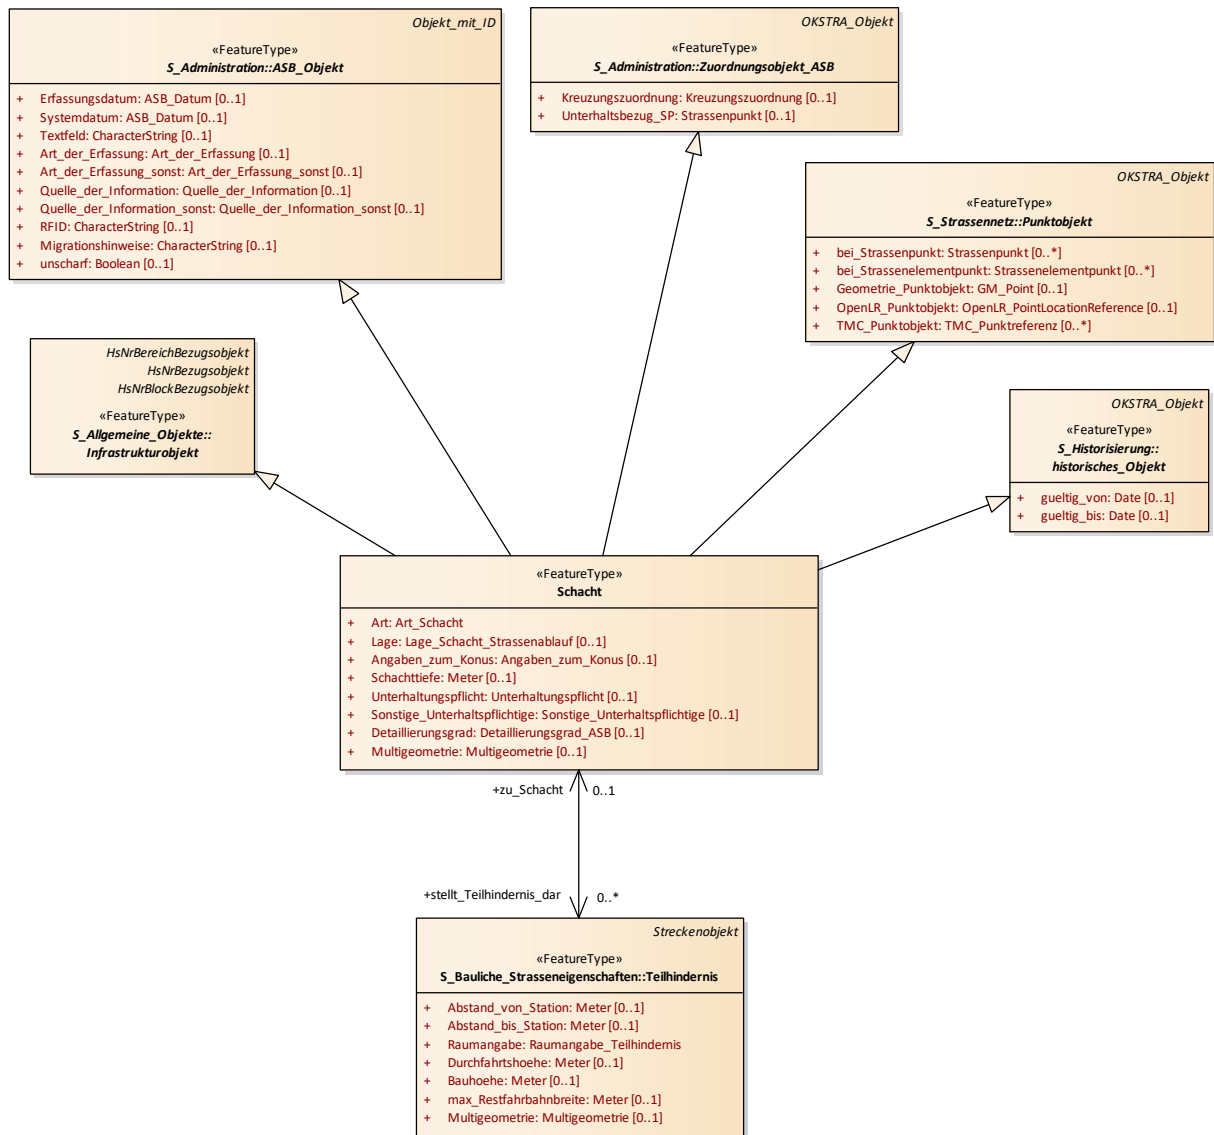 Objekt_mit_ID
«FeatureType»
S_Administration::ASB_Objekt
+ Erfassungsdatum: ASB_Datum [0..1]
+ Systemdatum: ASB_Datum [0..1]
+ Textfeld: CharacterString [0..1]
+ Art_der_Erfassung: Art_der_Erfassung [0..1]
+ Art_der_Erfassung_sonst: Art_der_Erfassung_sonst [0..1]
+ Quelle_der_Information: Quelle_der_Information [0..1]
+ Quelle_der_Information_sonst: Quelle_der_Information_sonst [0..1]
+ RFID: CharacterString [0..1]
+ Migrationshinweise: CharacterString [0..1]
+ unscharf: Boolean [0..1]
OKSTRA_Objekt
«FeatureType»
S_Administration::Zuordnungsobjekt_ASB
+ Kreuzungszuordnung: Kreuzungszuordnung [0..1]
+ Unterhaltsbezug_SP: Strassenpunkt [0..1]
OKSTRA_Objekt
«FeatureType»
S_Strassennetz::Punktobjekt
+ bei_Strassenpunkt: Strassenpunkt [0..*]
+ bei_Strassenelementpunkt: Strassenelementpunkt [0..*]
+ Geometrie_Punktobjekt: GM_Point [0..1]
+ OpenLR_Punktobjekt: OpenLR_PointLocationReference [0..1]
+ TMC_Punktobjekt: TMC_Punktreferenz [0..*]
HsNrBereichBezugsobjekt
HsNrBezugsobjekt
HsNrBlockBezugsobjekt
«FeatureType»
S_Allgemeine_Objekte::
Infrastrukturobjekt
OKSTRA_Objekt
«FeatureType»
S_Historisierung::
historisches_Objekt
+ gueltig_von: Date [0..1]
+ gueltig_bis: Date [0..1]
«FeatureType»
Schacht
+ Art: Art_Schacht
+ Lage: Lage_Schacht_Strassenablauf [0..1]
+ Angaben_zum_Konus: Angaben_zum_Konus [0..1]
+ Schachttiefe: Meter [0..1]
+ Unterhaltungspflicht: Unterhaltungspflicht [0..1]
+ Sonstige_Unterhaltspflichtige: Sonstige_Unterhaltspflichtige [0..1]
+ Detaillierungsgrad: Detaillierungsgrad_ASB [0..1]
+ Multigeometrie: Multigeometrie [0..1]
+zu_Schacht 0..1
+stellt_Teilhindernis_dar 0..*
Streckenobjekt
«FeatureType»
S_Bauliche_Strasseneigenschaften::Teilhindernis
+ Abstand_von_Station: Meter [0..1]
+ Abstand_bis_Station: Meter [0..1]
+ Raumangabe: Raumangabe_Teilhindernis
+ Durchfahrtshoehe: Meter [0..1]
+ Bauhoehe: Meter [0..1]
+ max_Restfahrbahnbreite: Meter [0..1]
+ Multigeometrie: Multigeometrie [0..1]